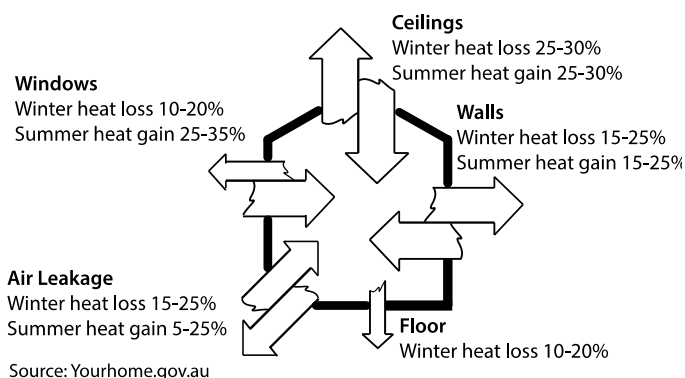 Ceilings
Winter heat loss 25-30%
Summer heat gain 25-30%
Windows
Winter heat loss 10-20%
Summer heat gain 25-35%
Walls
Winter heat loss 15-25%
Summer heat gain 15-25%
Air Leakage
Winter heat loss 15-25%
Summer heat gain 5-25%
Floor
Winter heat loss 10-20%
Source: Yourhome.gov.au